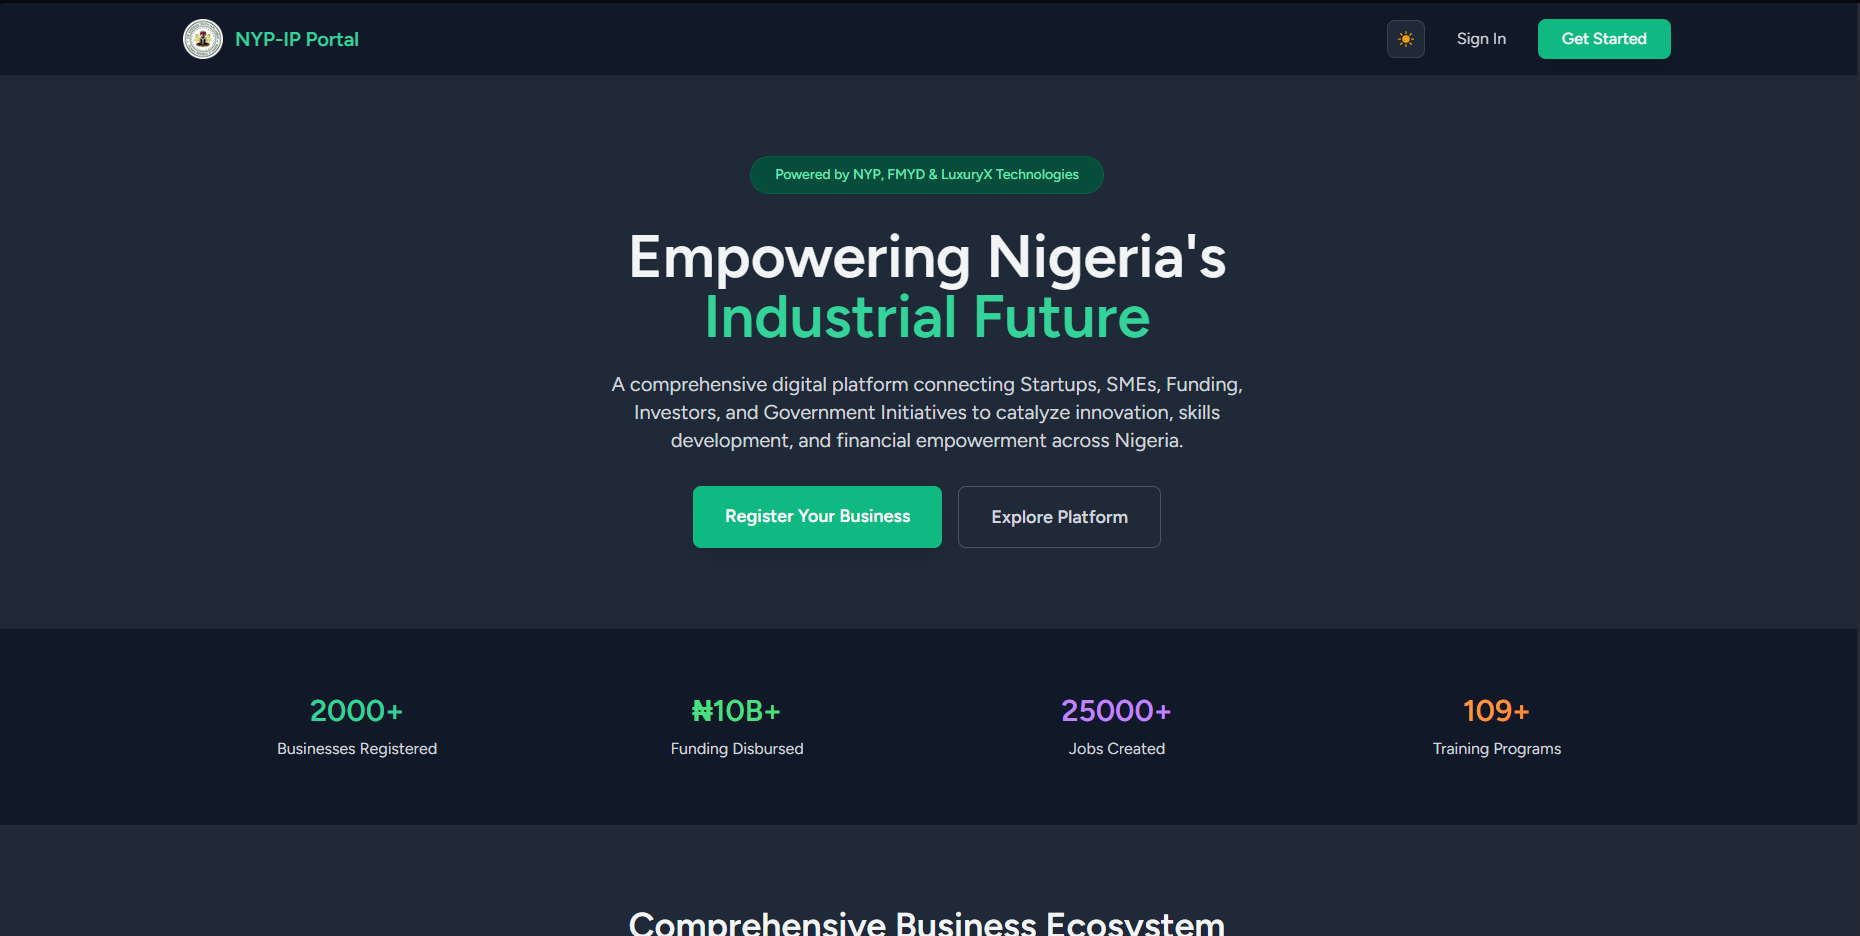 NYP-IP Portal
Sign In
Get Started
Powered by NYP, FMYD & LuxuryX Technologies
Empowering Nigeria's
Industrial Future
A comprehensive digital platform connecting Startups, SMEs, Funding,
Investors, and Government Initiatives to catalyze innovation, skills
development, and financial empowerment across Nigeria.
Register Your Business
Explore Platform
2000+
Businesses Registered
₦10B+
Funding Disbursed
25000+
Jobs Created
109+
Training Programs
Comprehensive Business Ecosystem